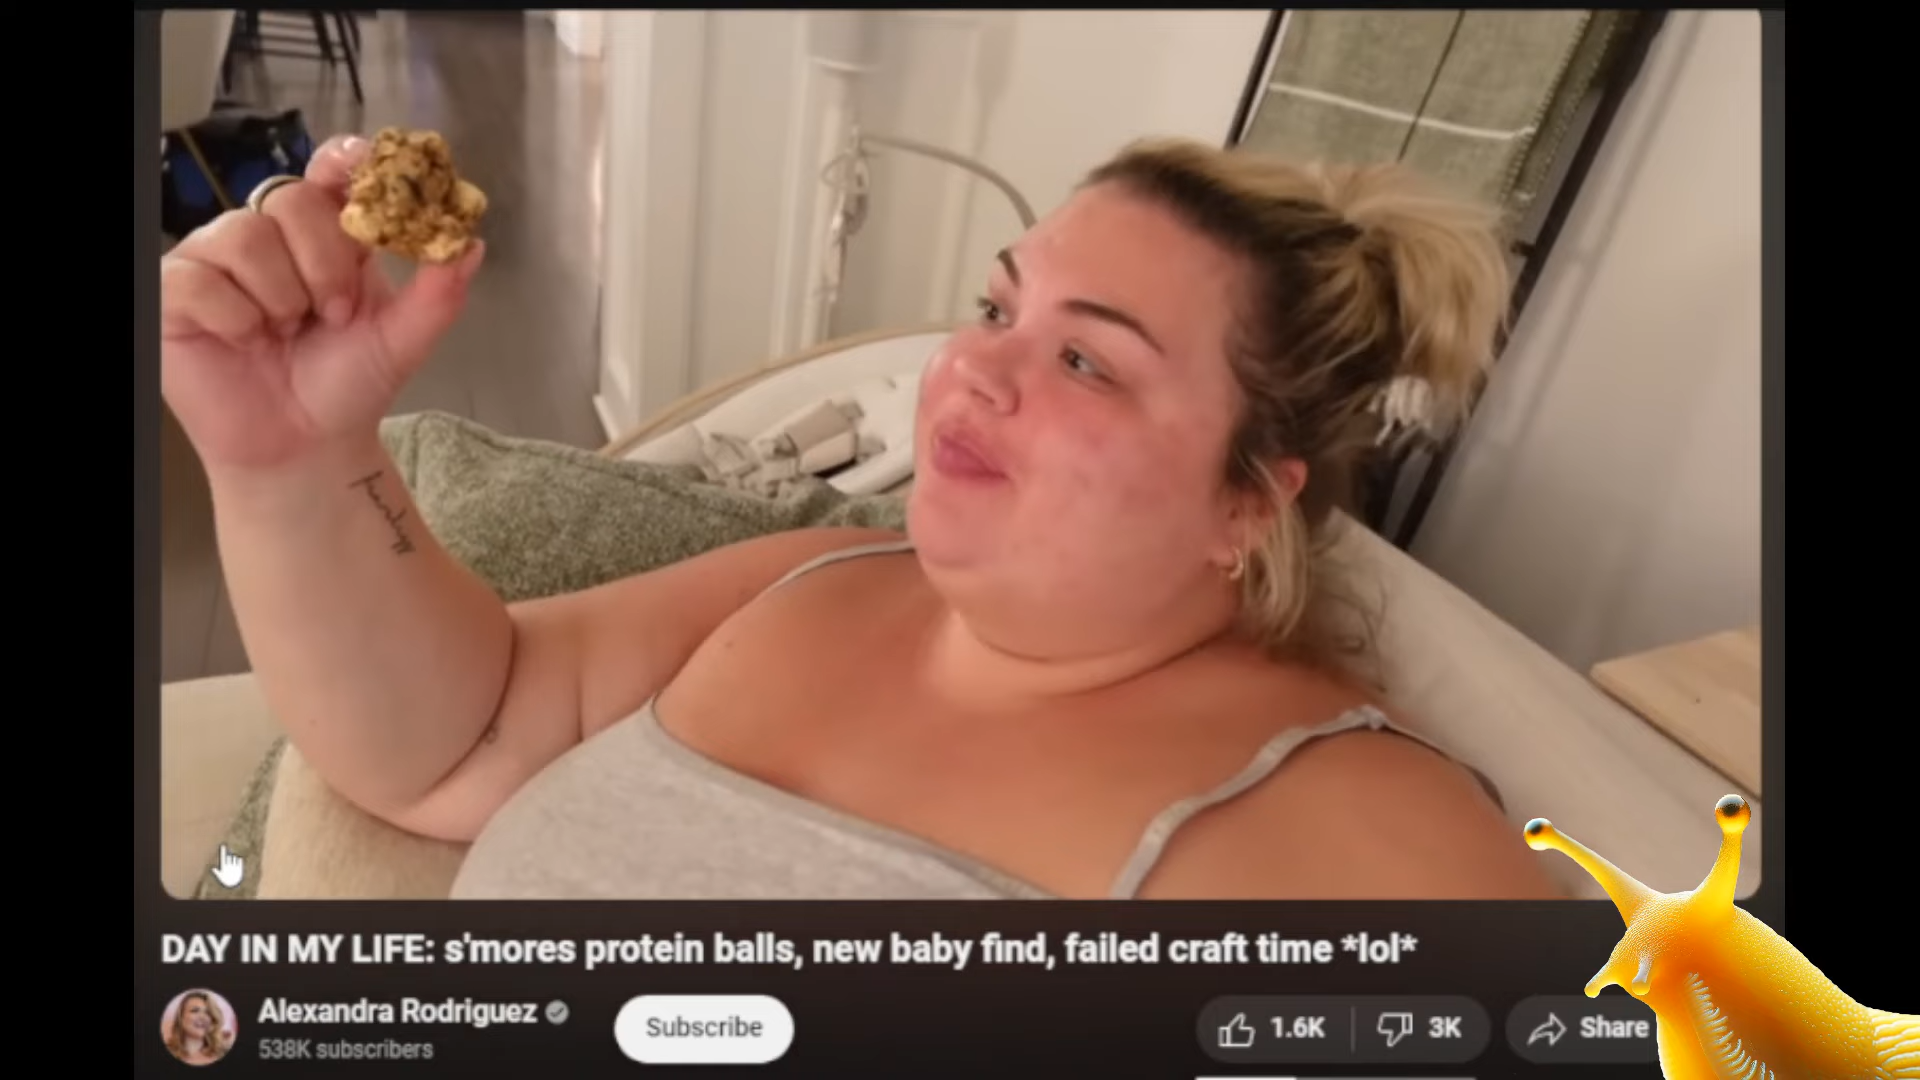 DAY IN MY LIFE: s'mores protein balls, new baby find, failed craft time *lol*
Alexandra Rodriguez
538K subscribers
Subscribe
1.6K
3K
Share